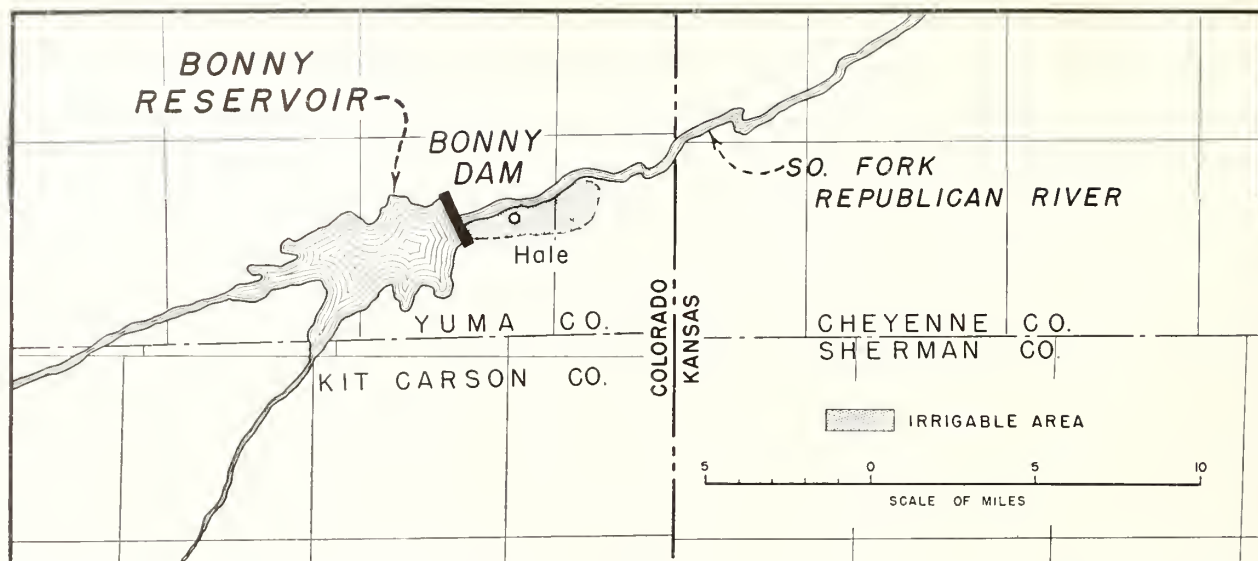 BONNY
RESERVOIR
BONNY
DAM
SO. FORK
REPUBLICAN RIVER
Hale
YUMA CO.
KIT CARSON CO.
COLORADO
KANSAS
CHEYENNE CO.
SHERMAN CO.
IRRIGABLE AREA
5 0 5 10
SCALE OF MILES